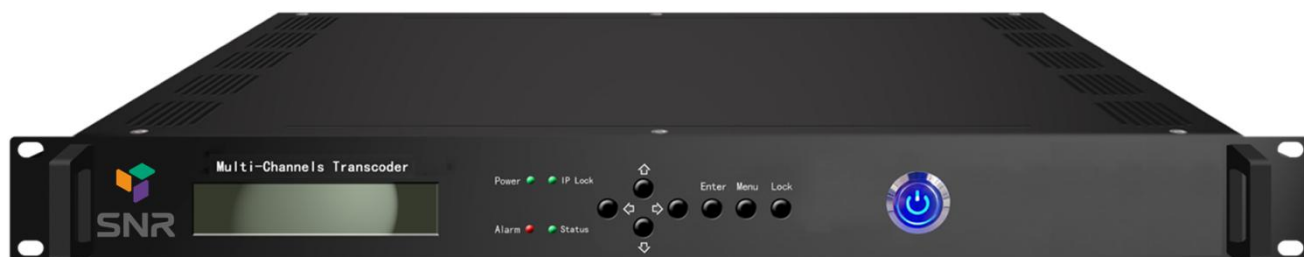 Multi-Channels Transcoder
SNR
Power
IP Lock
Alarm
Status
Enter
Menu
Lock